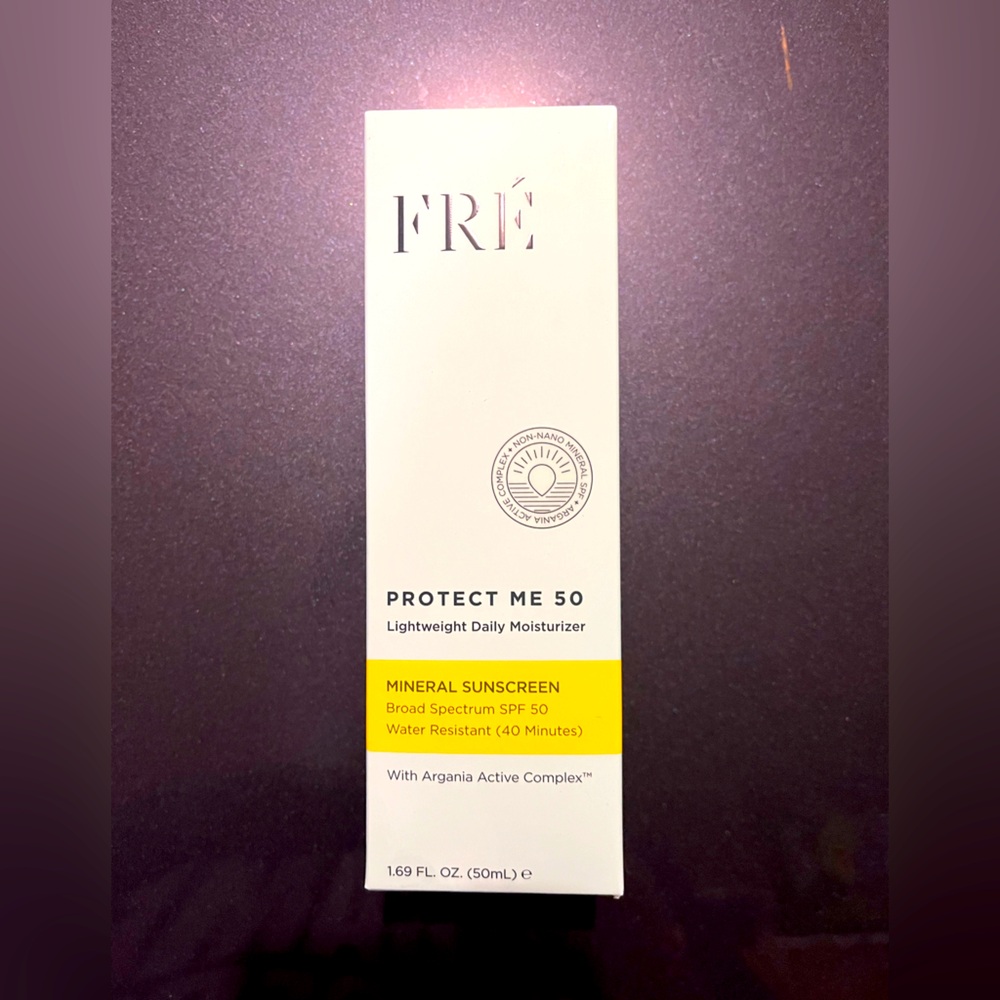 FRÉ
NON-NANO MINERAL SPF • ARGANIA ACTIVE COMPLEX •
PROTECT ME 50
Lightweight Daily Moisturizer
MINERAL SUNSCREEN
Broad Spectrum SPF 50
Water Resistant (40 Minutes)
With Argania Active Complex™
1.69 FL. OZ. (50mL) ℮